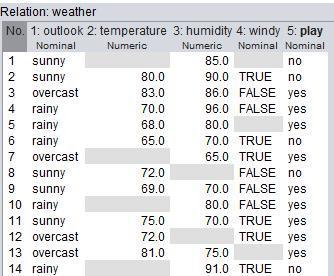 Relation: weather
No. 1: outlook 2: temperature 3: humidity 4: windy 5: play
Nominal Numeric Numeric Nominal Nominal
1 sunny 85.0 no
2 sunny 80.0 90.0 TRUE no
3 overcast 83.0 86.0 FALSE yes
4 rainy 70.0 96.0 FALSE yes
5 rainy 68.0 80.0 yes
6 rainy 65.0 70.0 TRUE no
7 overcast 65.0 TRUE yes
8 sunny 72.0 FALSE no
9 sunny 69.0 70.0 FALSE yes
10 rainy 80.0 FALSE yes
11 sunny 75.0 70.0 TRUE yes
12 overcast 72.0 TRUE yes
13 overcast 81.0 75.0 yes
14 rainy 91.0 TRUE no